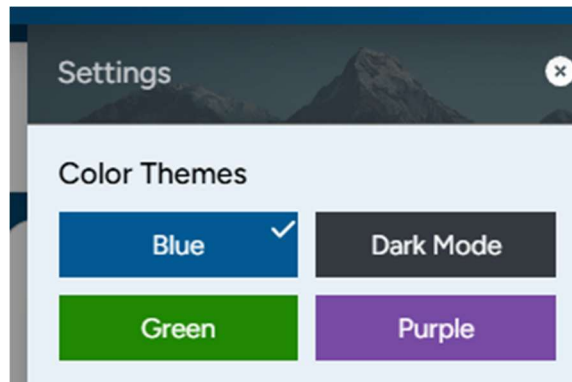 Settings
Color Themes
Blue
Dark Mode
Green
Purple